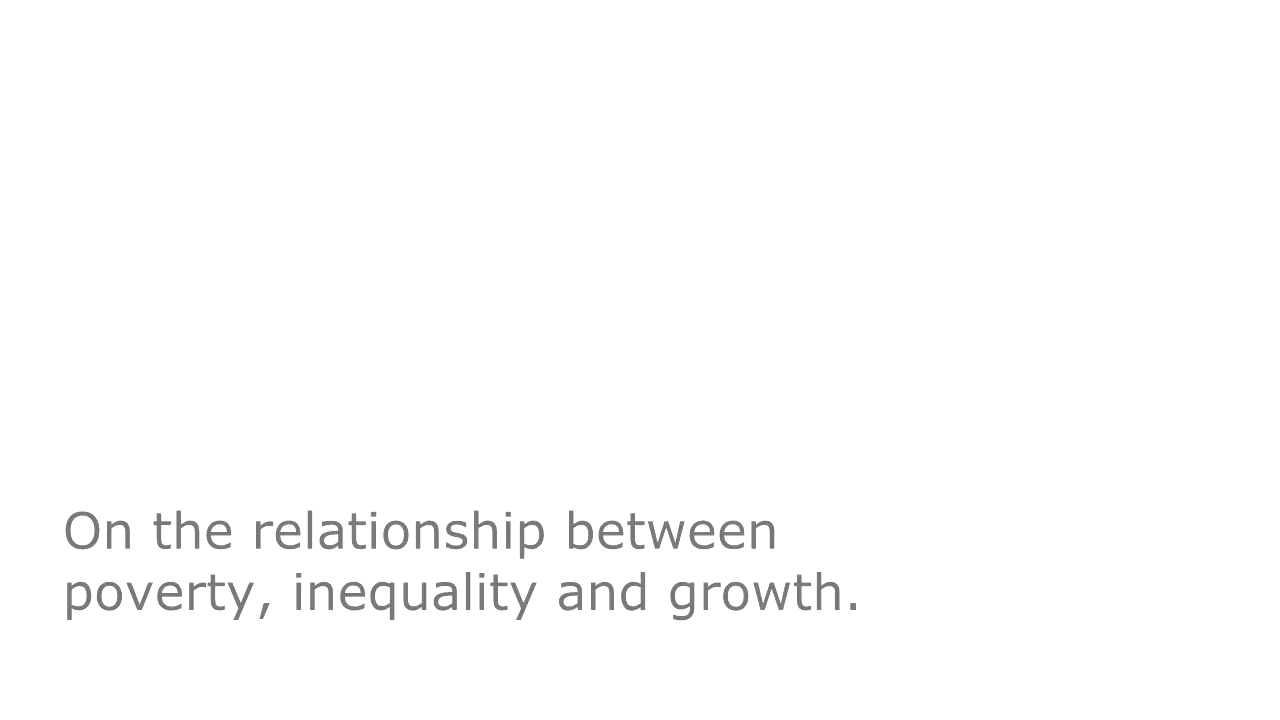 On the relationship between
poverty, inequality and growth.